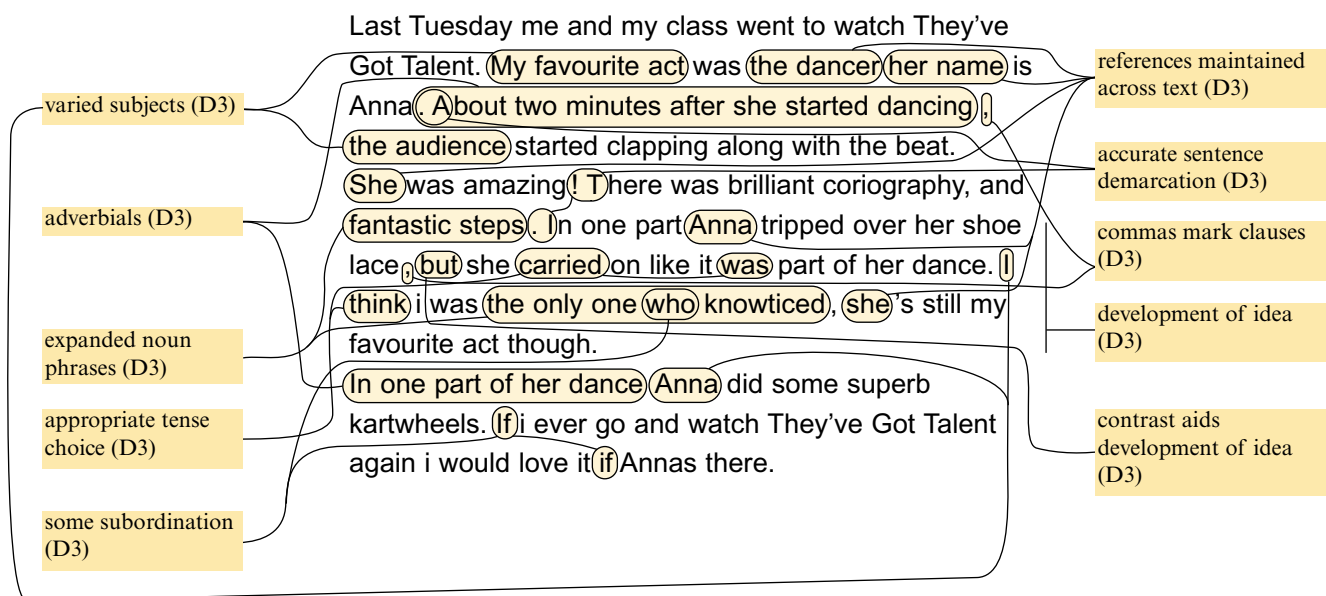 Last Tuesday me and my class went to watch They've
Got Talent. My favourite act was the dancer her name is
Anna. About two minutes after she started dancing ,
the audience started clapping along with the beat.
She was amazing! There was brilliant coriography, and
fantastic steps. In one part Anna tripped over her shoe
lace, but she carried on like it was part of her dance. I
think i was the only one who knowticed, she's still my
favourite act though.
In one part of her dance Anna did some superb
kartwheels. If i ever go and watch They've Got Talent
again i would love it if Annas there.
varied subjects (D3)
adverbials (D3)
expanded noun
phrases (D3)
appropriate tense
choice (D3)
some subordination
(D3)
references maintained
across text (D3)
accurate sentence
demarcation (D3)
commas mark clauses
(D3)
development of idea
(D3)
contrast aids
development of idea
(D3)